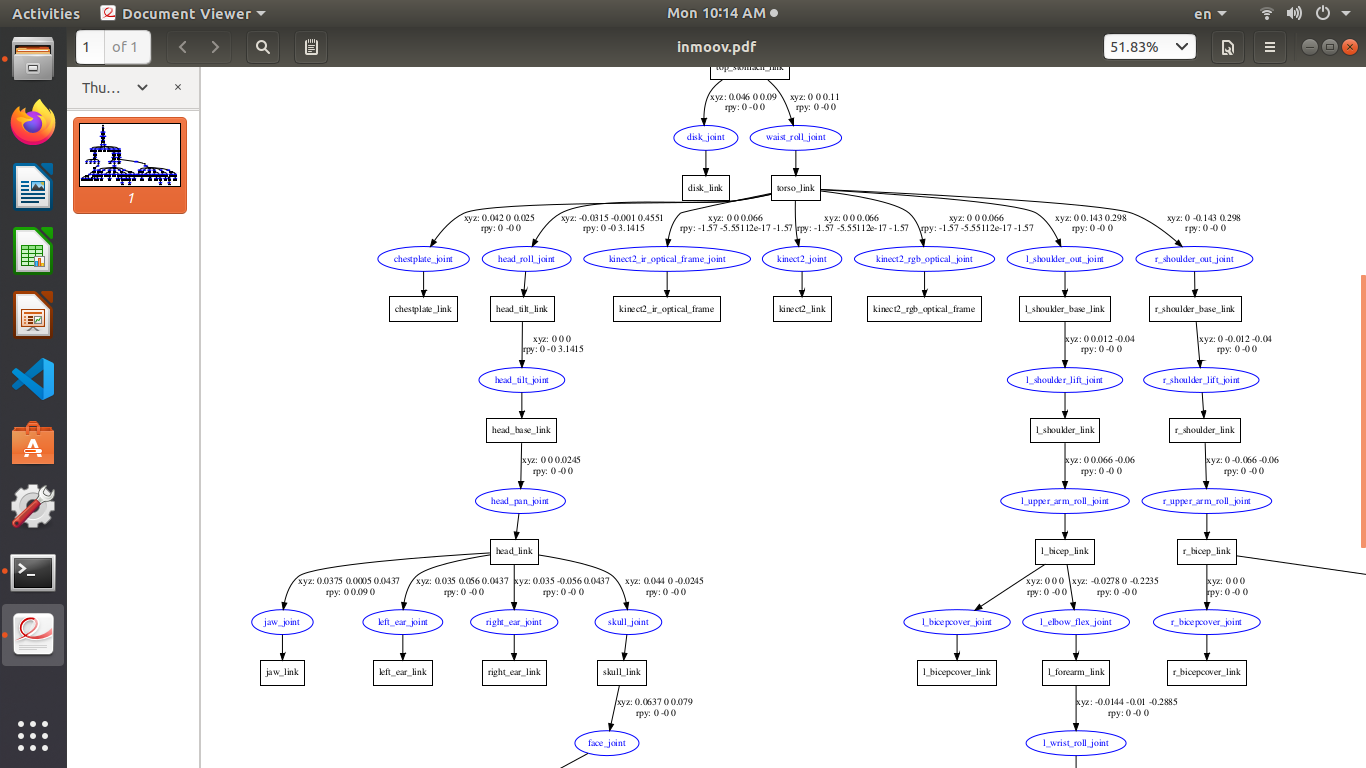 Activities
Document Viewer
Mon 10:14 AM
en
1
of 1
inmoov.pdf
51.83%
Thu...
×
1
top_stomach_link
xyz: 0.046 0 0.09
rpy: 0 -0 0
xyz: 0 0 0.11
rpy: 0 -0 0
disk_joint
waist_roll_joint
disk_link
torso_link
xyz: 0.042 0 0.025
rpy: 0 -0 0
xyz: -0.0315 -0.001 0.4551
rpy: 0 -0 3.1415
xyz: 0 0 0.066
rpy: -1.57 -5.55112e-17 -1.57
xyz: 0 0 0.066
rpy: -1.57 -5.55112e-17 -1.57
xyz: 0 0 0.066
rpy: -1.57 -5.55112e-17 -1.57
xyz: 0 0.143 0.298
rpy: 0 -0 0
xyz: 0 -0.143 0.298
rpy: 0 -0 0
chestplate_joint
head_roll_joint
kinect2_ir_optical_frame_joint
kinect2_joint
kinect2_rgb_optical_joint
l_shoulder_out_joint
r_shoulder_out_joint
chestplate_link
head_tilt_link
kinect2_ir_optical_frame
kinect2_link
kinect2_rgb_optical_frame
l_shoulder_base_link
r_shoulder_base_link
xyz: 0 0 0
rpy: 0 -0 3.1415
xyz: 0 0.012 -0.04
rpy: 0 -0 0
xyz: 0 -0.012 -0.04
rpy: 0 -0 0
head_tilt_joint
l_shoulder_lift_joint
r_shoulder_lift_joint
head_base_link
l_shoulder_link
r_shoulder_link
xyz: 0 0 0.0245
rpy: 0 -0 0
xyz: 0 0.066 -0.06
rpy: 0 -0 0
xyz: 0 -0.066 -0.06
rpy: 0 -0 0
head_pan_joint
l_upper_arm_roll_joint
r_upper_arm_roll_joint
head_link
l_bicep_link
r_bicep_link
xyz: 0.0375 0.0005 0.0437
rpy: 0 0.09 0
xyz: 0.035 0.056 0.0437
rpy: 0 -0 0
xyz: 0.035 -0.056 0.0437
rpy: 0 -0 0
xyz: 0.044 0 -0.0245
rpy: 0 -0 0
xyz: 0 0 0
rpy: 0 -0 0
xyz: -0.0278 0 -0.2235
rpy: 0 -0 0
xyz: 0 0 0
rpy: 0 -0 0
jaw_joint
left_ear_joint
right_ear_joint
skull_joint
l_bicepcover_joint
l_elbow_flex_joint
r_bicepcover_joint
jaw_link
left_ear_link
right_ear_link
skull_link
l_bicepcover_link
l_forearm_link
r_bicepcover_link
xyz: 0.0637 0 0.079
rpy: 0 -0 0
xyz: -0.0144 -0.01 -0.2885
rpy: 0 -0 0
face_joint
l_wrist_roll_joint